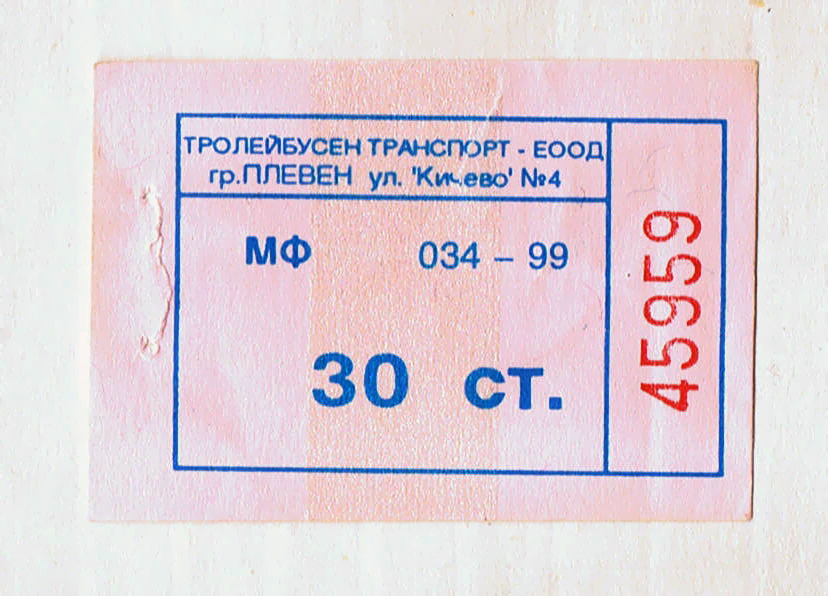 ТРОЛЕЙБУСЕН ТРАНСПОРТ - ЕООД
гр.ПЛЕВЕН ул. 'Кичево' №4
МФ 034 – 99
30 ст.
45959